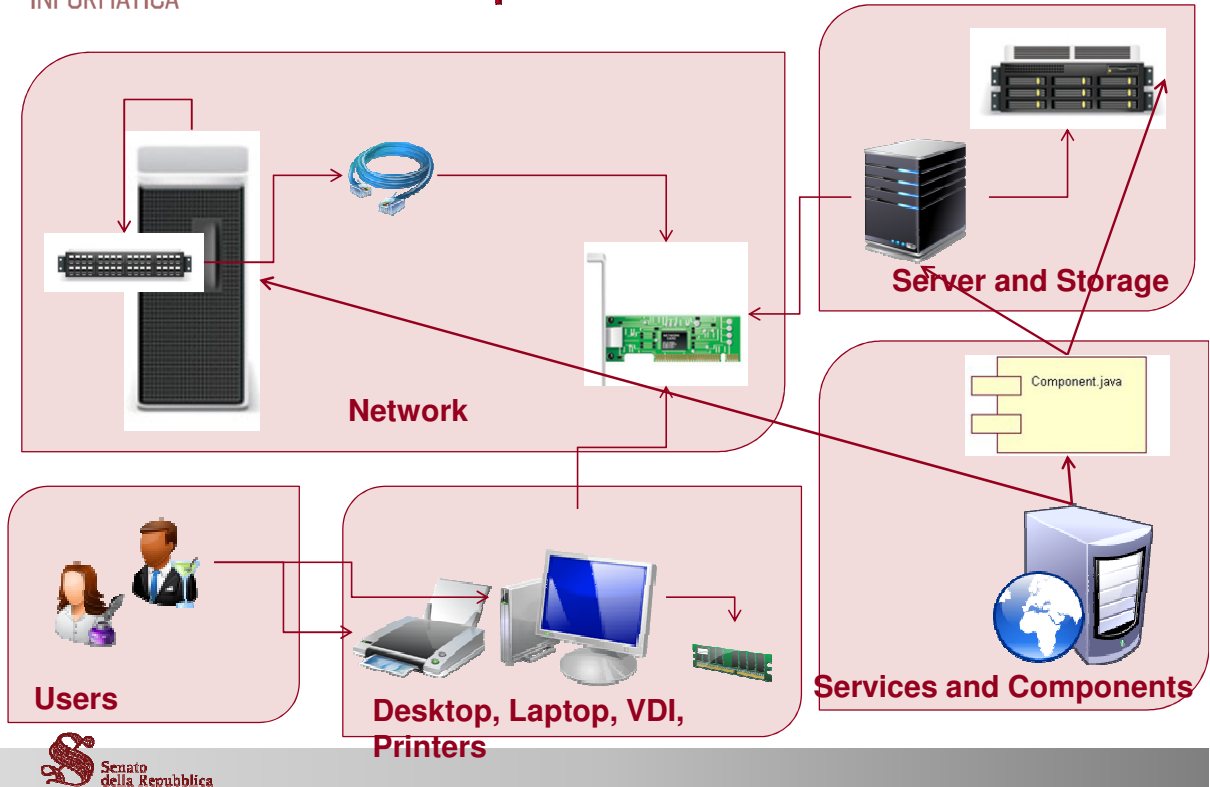 INFORMATICA
Server and Storage
Component.java
Network
Users
Desktop, Laptop, VDI,
Printers
Services and Components
Senato
della Repubblica